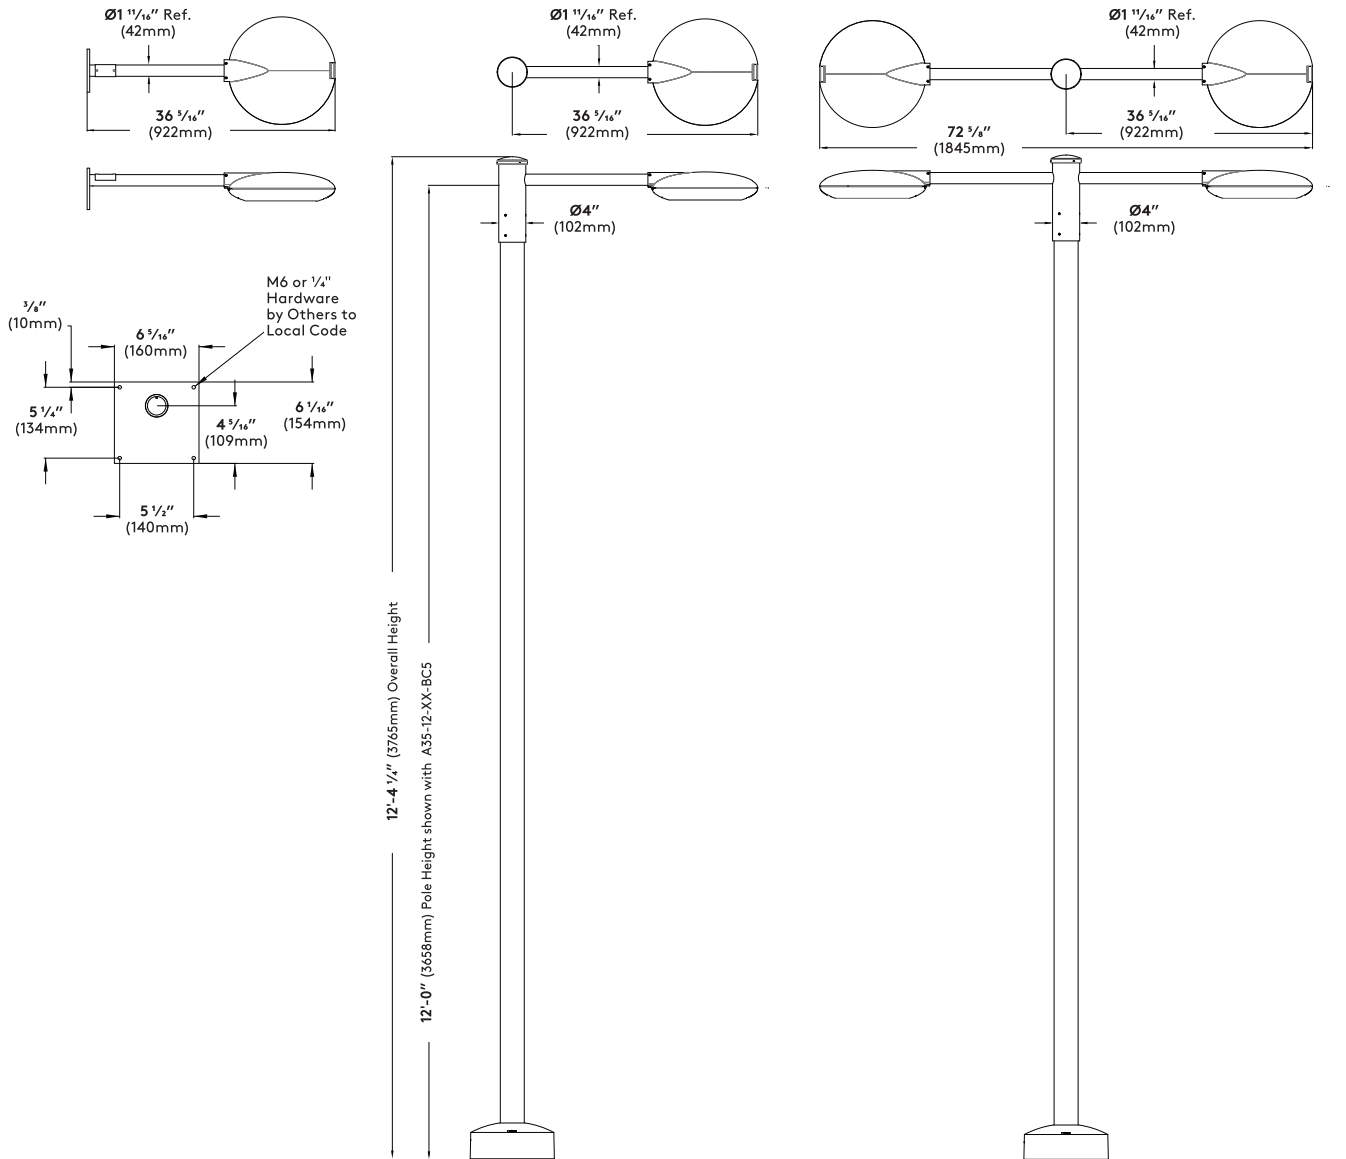 Ø1 11/16″ Ref.
(42mm)
36 5/16″
(922mm)
Ø1 11/16″ Ref.
(42mm)
36 5/16″
(922mm)
Ø1 11/16″ Ref.
(42mm)
36 5/16″
(922mm)
72 5/8″
(1845mm)
Ø4″
(102mm)
Ø4″
(102mm)
M6 or 1/4"
Hardware
by Others to
Local Code
3/8″
(10mm)
6 5/16″
(160mm)
5 1/4″
(134mm)
4 5/16″
(109mm)
6 1/16″
(154mm)
5 1/2″
(140mm)
12'-4 1/4″ (3765mm) Overall Height
12'-0″ (3658mm) Pole Height shown with A35-12-XX-BC5